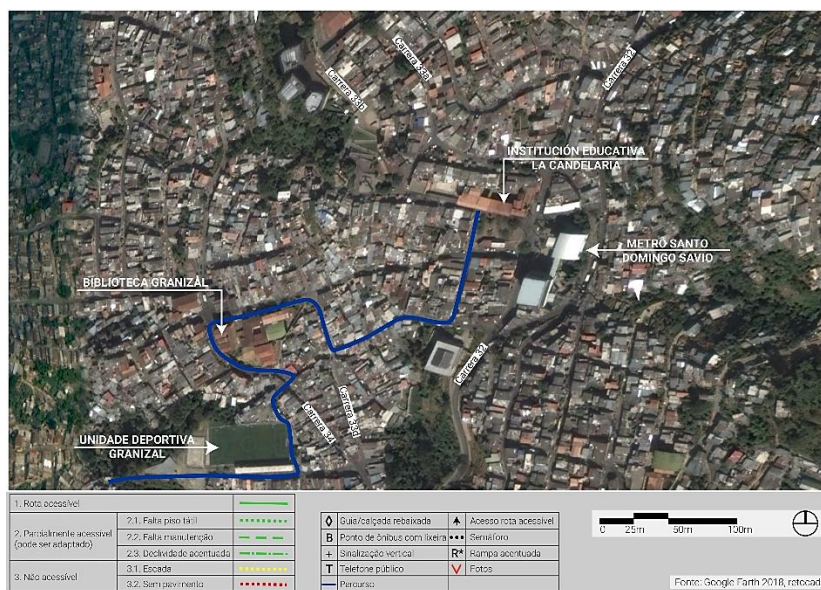 Carrera 33b
Carrera 33b
Carrera 32
INSTITUCIÓN EDUCATIVA
LA CANDELARIA
METRÔ SANTO
DOMINGO SAVIO
BIBLIOTECA GRANIZAL
Carrera 32
Carrera 34
Carrera 33d
UNIDADE DEPORTIVA
GRANIZAL
1. Rota acessível
2. Parcialmente acessível
(pode ser adaptado)
2.1. Falta piso tátil
2.2. Falta manutenção
2.3. Declividade acentuada
3. Não acessível
3.1. Escada
3.2. Sem pavimento
Guia/calçada rebaixada
Acesso rota acessível
B Ponto de ônibus com lixeira
Semáforo
+ Sinalização vertical
R* Rampa acentuada
T Telefone público
V Fotos
Percurso
0 25m 50m 100m
Fonte: Google Earth 2018, retocad